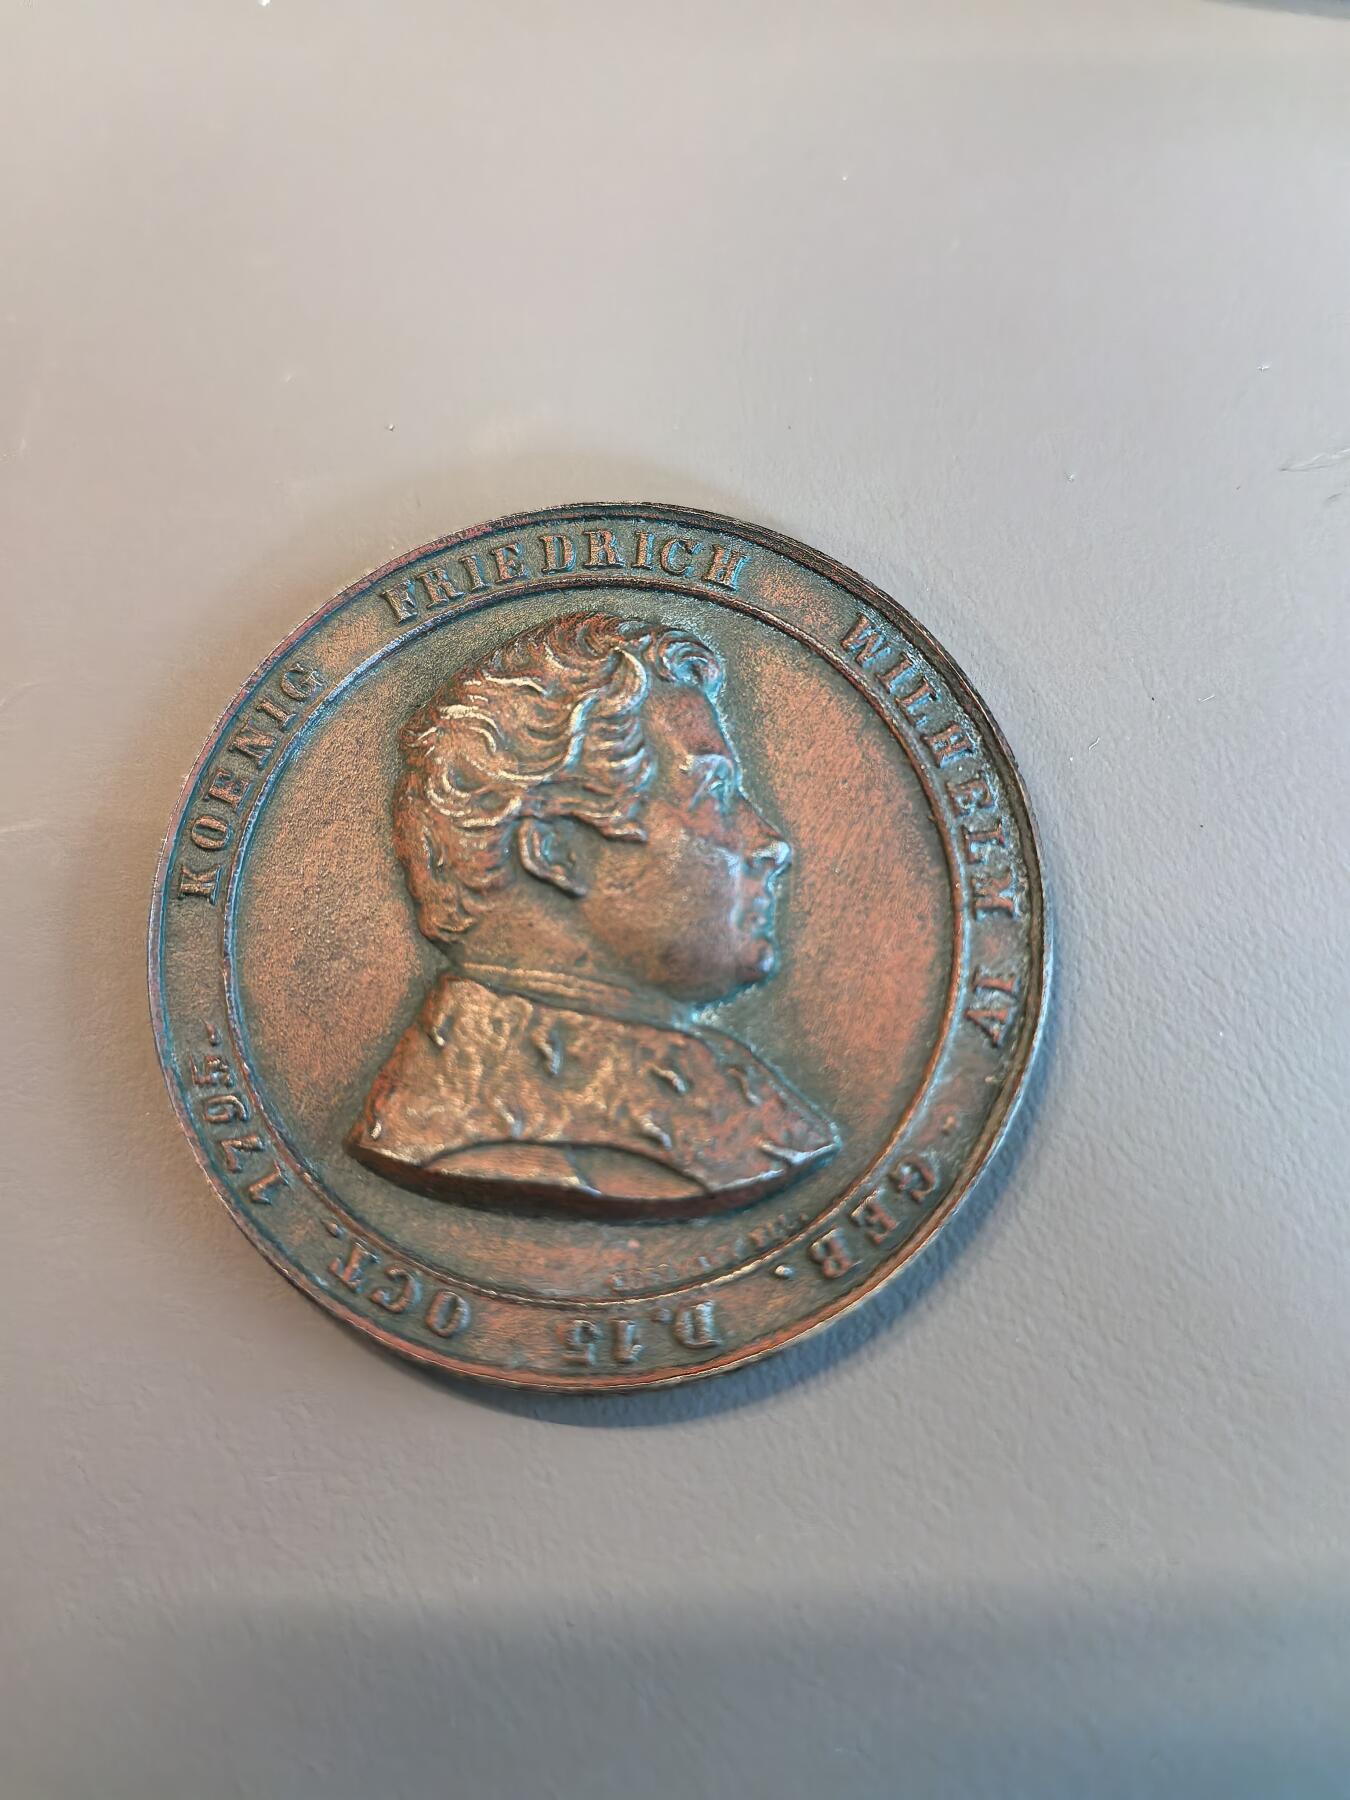 KOENIG FRIEDRICH WILHELM IV · GEB. D. 15 OCT. 1795.